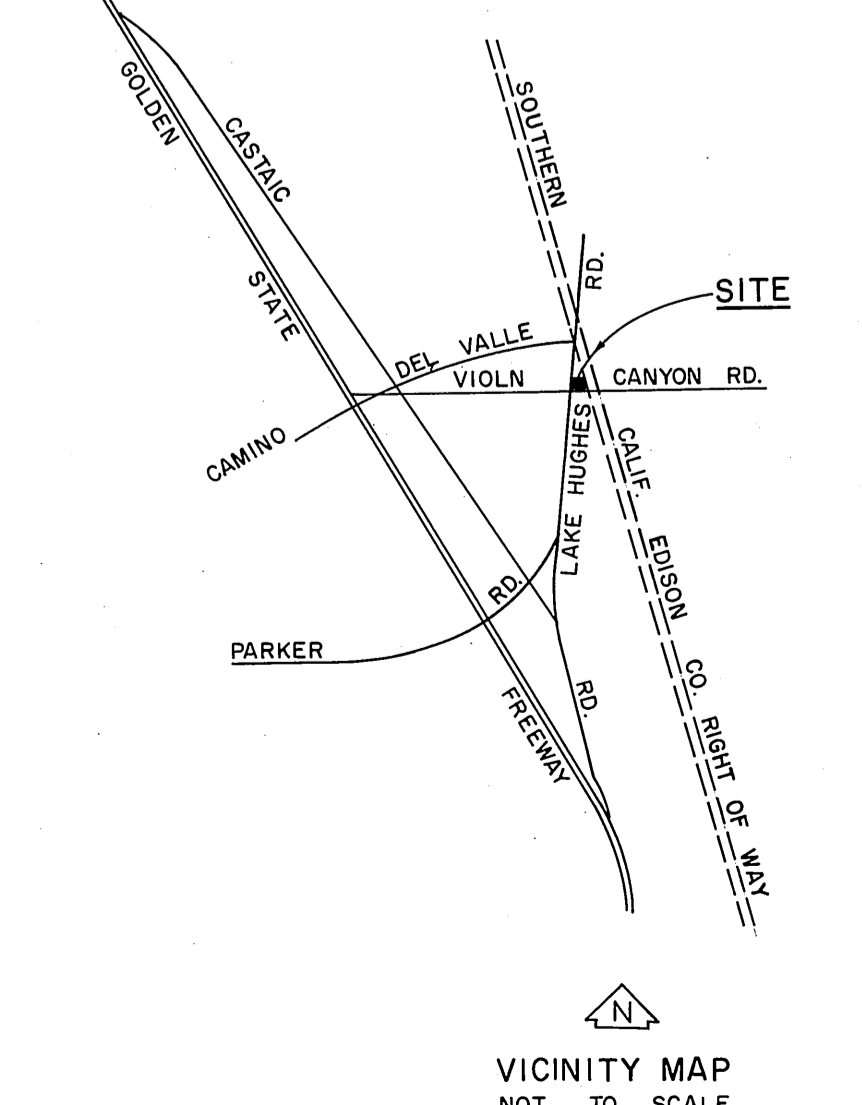 GOLDEN STATE FREEWAY
CASTAIC RD.
SOUTHERN CALIF. EDISON CO. RIGHT OF WAY
LAKE HUGHES RD.
SITE
CAMINO DEL VALLE
VIOLN CANYON RD.
PARKER RD.
N
VICINITY MAP
NOT TO SCALE